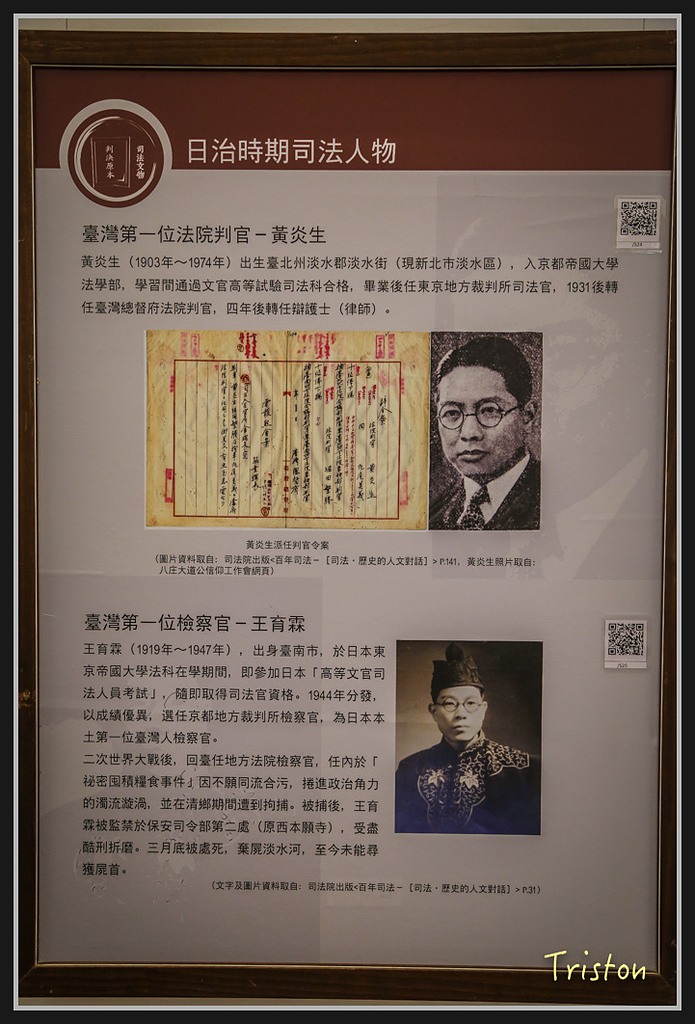 司法文物
判決原本
日治時期司法人物
臺灣第一位法院判官－黃炎生
黃炎生（1903年～1974年）出生臺北州淡水郡淡水街（現新北市淡水區），入京都帝國大學
法學部，學習間通過文官高等試驗司法科合格，畢業後任東京地方裁判所司法官，1931後轉
任臺灣總督府法院判官，四年後轉任辯護士（律師）。
黃炎生派任判官令案
（圖片資料取自：司法院出版<百年司法－［司法・歷史的人文對話］> P.141，黃炎生照片取自：
八庄大道公信仰工作會網頁）
臺灣第一位檢察官－王育霖
王育霖（1919年～1947年），出身臺南市，於日本東
京帝國大學法科在學期間，即參加日本「高等文官司
法人員考試」，隨即取得司法官資格。1944年分發，
以成績優異，選任京都地方裁判所檢察官，為日本本
土第一位臺灣人檢察官。
二次世界大戰後，回臺任地方法院檢察官，任內於「
祕密囤積糧食事件」因不願同流合污，捲進政治角力
的濁流漩渦，並在清鄉期間遭到拘捕。被捕後，王育
霖被監禁於保安司令部第二處（原西本願寺），受盡
酷刑折磨。三月底被處死，棄屍淡水河，至今未能尋
獲屍首。
（文字及圖片資料取自：司法院出版<百年司法－［司法・歷史的人文對話］> P.31）
Triston